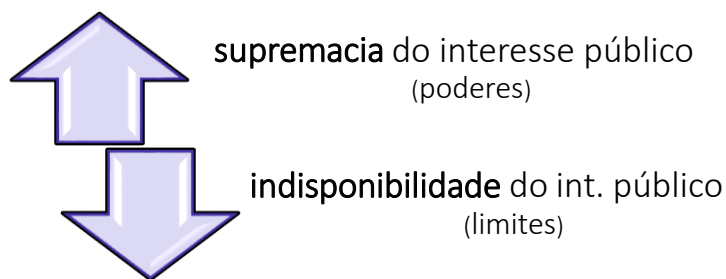 supremacia do interesse público
(poderes)
indisponibilidade do int. público
(limites)